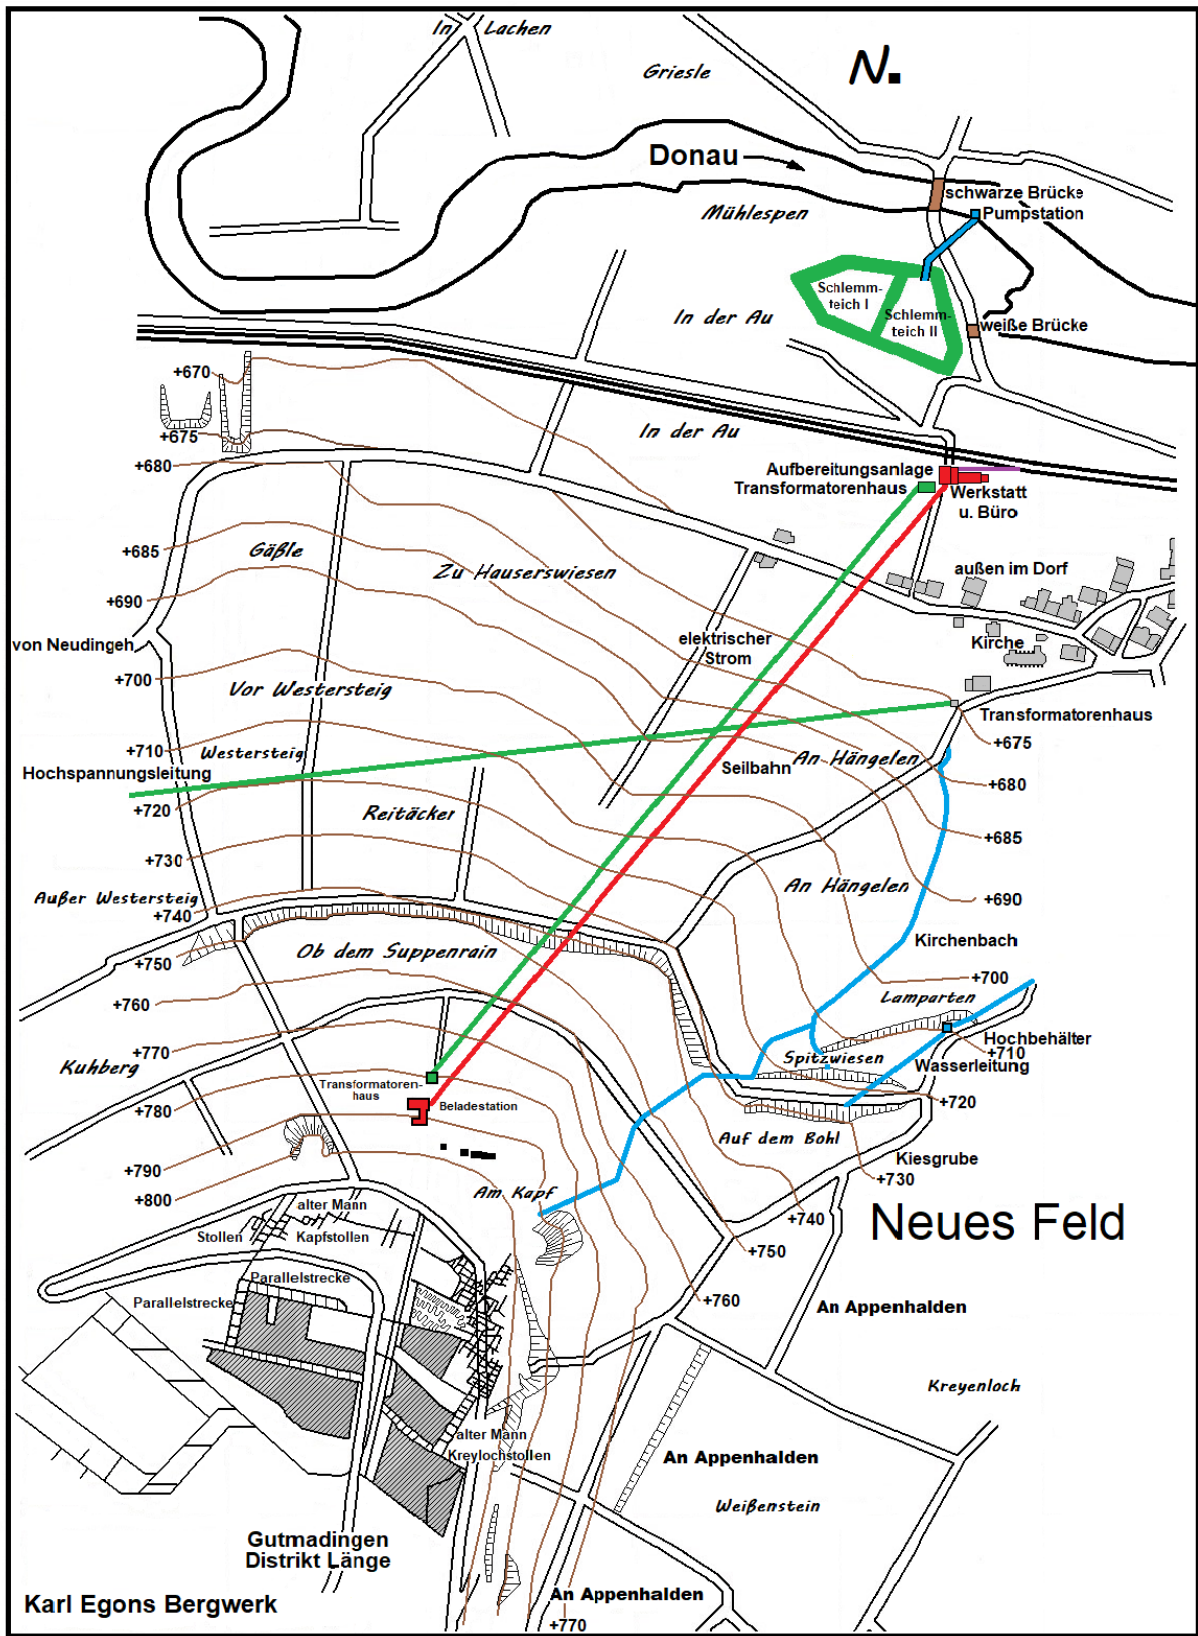 In Lachen
Griesle
N.
Donau
schwarze Brücke
Pumpstation
Mühlespen
Schlemm-
teich I
Schlemm-
teich II
In der Au
weiße Brücke
+670
+675
In der Au
+680
Aufbereitungsanlage
Transformatorenhaus
Werkstatt
u. Büro
+685
Gäßle
Zu Hauserswiesen
außen im Dorf
+690
von Neudingeh
elektrischer
Strom
Kirche
+700
Vor Westersteig
Transformatorenhaus
+675
+710
Westersteig
An Hängelen
Seilbahn
Hochspannungsleitung
+680
+720
Reitäcker
+685
+730
An Hängelen
Außer Westersteig
+690
+740
Ob dem Suppenrain
Kirchenbach
+750
+700
Lamparten
+760
Hochbehälter
+710
+770
Kuhberg
Spitzwiesen
Wasserleitung
Transformatoren-
haus
Beladestation
+720
+780
Auf dem Bohl
Kiesgrube
+790
+730
+800
Am Kapf
alter Mann
Stollen
Kapfstollen
+740
Neues Feld
+750
Parallelstrecke
Parallelstrecke
+760
An Appenhalden
Kreyenloch
alter Mann
Kreylochstollen
An Appenhalden
Weißenstein
Gutmadingen
Distrikt Länge
An Appenhalden
Karl Egons Bergwerk
+770